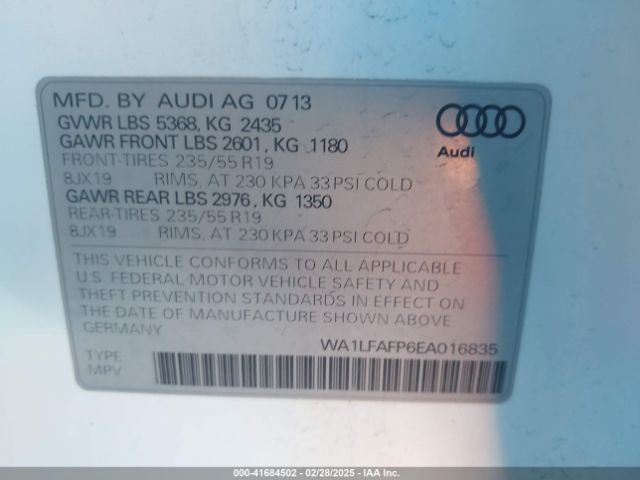 MFD. BY AUDI AG 07 13
GVWR LBS 5368, KG 2435
GAWR FRONT LBS 2601, KG 1180
FRONT-TIRES 235/55 R19
8JX19 RIMS, AT 230 KPA 33 PSI COLD
GAWR REAR LBS 2976, KG 1350
REAR-TIRES 235/55 R19
8JX19 RIMS, AT 230 KPA 33 PSI COLD
Audi
THIS VEHICLE CONFORMS TO ALL APPLICABLE
U.S. FEDERAL MOTOR VEHICLE SAFETY AND
THEFT PREVENTION STANDARDS IN EFFECT ON
THE DATE OF MANUFACTURE SHOWN ABOVE.
GERMANY
WA1LFAFP6EA016835
TYPE:
MPV
000-41684502 - 02/28/2025 - IAA Inc.